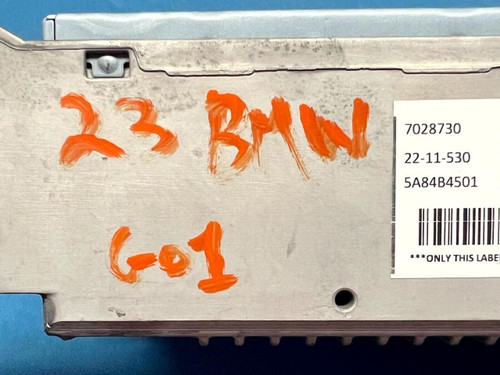 23 BMW
G01
7028730
22-11-530
5A84B4501
***ONLY THIS LABE